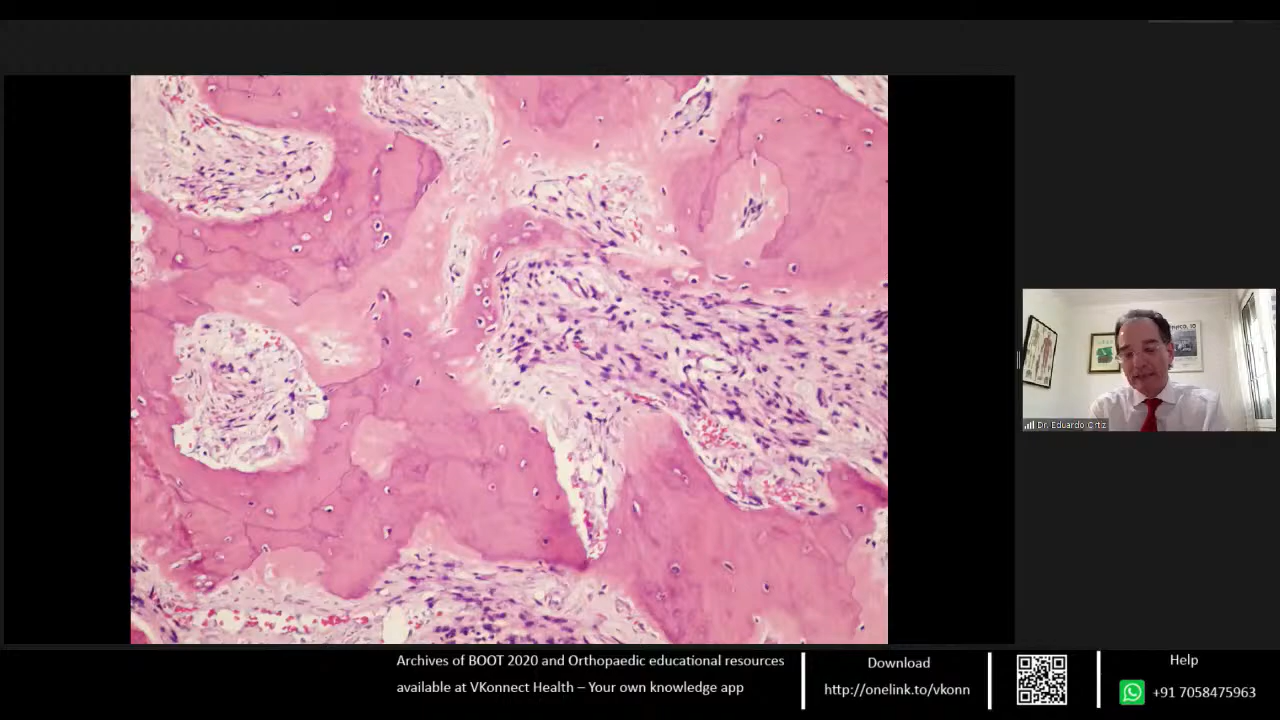 Dr. Eduardo Ortiz
Archives of BOOT 2020 and Orthopaedic educational resources
available at VKonnect Health – Your own knowledge app
Download
http://onelink.to/vkonn
Help
+91 7058475963